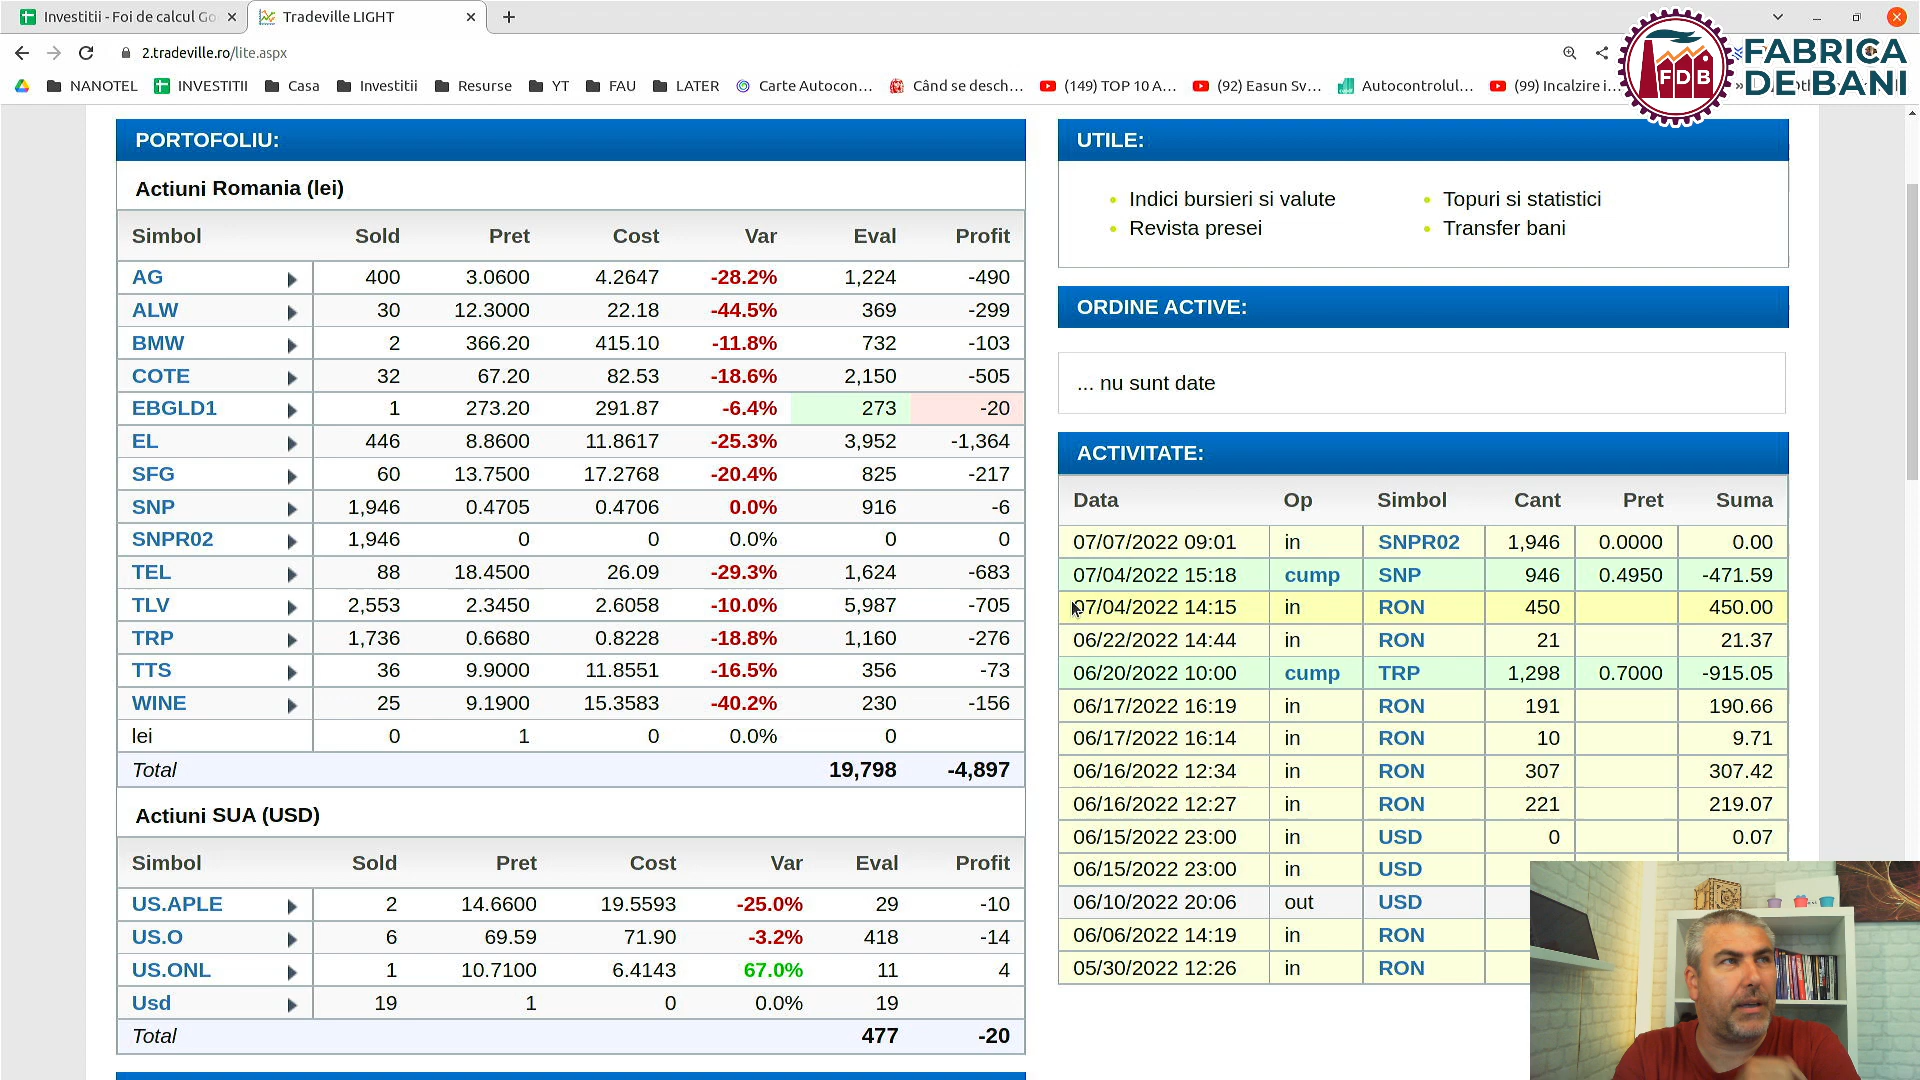 Investitii - Foi de calcul Go
Tradeville LIGHT
2.tradeville.ro/lite.aspx
NANOTEL
INVESTITII
Casa
Investitii
Resurse
YT
FAU
LATER
Carte Autocon...
Când se desch...
(149) TOP 10 A...
(92) Easun Sv...
Autocontrolul...
(99) Incalzire i...
FDB
FABRICA
DE BANI
PORTOFOLIU:
Actiuni Romania (lei)
Simbol Sold Pret Cost Var Eval Profit
AG 400 3.0600 4.2647 -28.2% 1,224 -490
ALW 30 12.3000 22.18 -44.5% 369 -299
BMW 2 366.20 415.10 -11.8% 732 -103
COTE 32 67.20 82.53 -18.6% 2,150 -505
EBGLD1 1 273.20 291.87 -6.4% 273 -20
EL 446 8.8600 11.8617 -25.3% 3,952 -1,364
SFG 60 13.7500 17.2768 -20.4% 825 -217
SNP 1,946 0.4705 0.4706 0.0% 916 -6
SNPR02 1,946 0 0 0.0% 0 0
TEL 88 18.4500 26.09 -29.3% 1,624 -683
TLV 2,553 2.3450 2.6058 -10.0% 5,987 -705
TRP 1,736 0.6680 0.8228 -18.8% 1,160 -276
TTS 36 9.9000 11.8551 -16.5% 356 -73
WINE 25 9.1900 15.3583 -40.2% 230 -156
lei 0 1 0 0.0% 0
Total 19,798 -4,897
Actiuni SUA (USD)
Simbol Sold Pret Cost Var Eval Profit
US.APLE 2 14.6600 19.5593 -25.0% 29 -10
US.O 6 69.59 71.90 -3.2% 418 -14
US.ONL 1 10.7100 6.4143 67.0% 11 4
Usd 19 1 0 0.0% 19
Total 477 -20
UTILE:
Indici bursieri si valute
Topuri si statistici
Revista presei
Transfer bani
ORDINE ACTIVE:
... nu sunt date
ACTIVITATE:
Data Op Simbol Cant Pret Suma
07/07/2022 09:01 in SNPR02 1,946 0.0000 0.00
07/04/2022 15:18 cump SNP 946 0.4950 -471.59
07/04/2022 14:15 in RON 450 450.00
06/22/2022 14:44 in RON 21 21.37
06/20/2022 10:00 cump TRP 1,298 0.7000 -915.05
06/17/2022 16:19 in RON 191 190.66
06/17/2022 16:14 in RON 10 9.71
06/16/2022 12:34 in RON 307 307.42
06/16/2022 12:27 in RON 221 219.07
06/15/2022 23:00 in USD 0 0.07
06/15/2022 23:00 in USD
06/10/2022 20:06 out USD
06/06/2022 14:19 in RON
05/30/2022 12:26 in RON